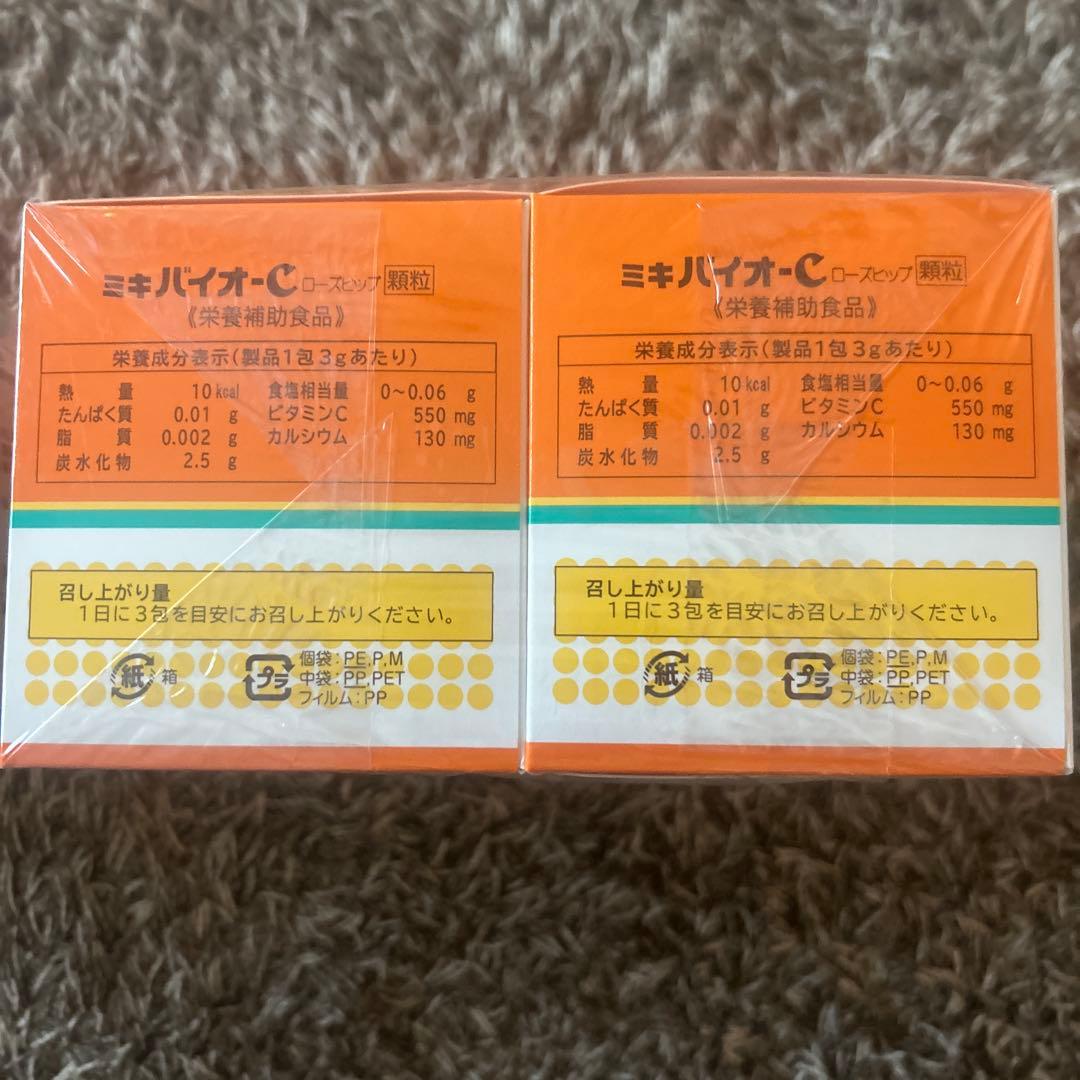 ミキ バイオ-C ローズヒップ 顆粒
《栄養補助食品》
栄養成分表示(製品1包3gあたり)
熱量 10kcal 食塩相当量 0〜0.06 g
たんぱく質 0.01 g ビタミンC 550 mg
脂質 0.002 g カルシウム 130 mg
炭水化物 2.5 g
召し上がり量
1日に3包を目安にお召し上がりください。
紙 箱
プラ 個袋:PE,P,M
中袋:PP,PET
フィルム:PP
ミキ バイオ-C ローズヒップ 顆粒
《栄養補助食品》
栄養成分表示(製品1包3gあたり)
熱量 10kcal 食塩相当量 0〜0.06 g
たんぱく質 0.01 g ビタミンC 550 mg
脂質 0.002 g カルシウム 130 mg
炭水化物 2.5 g
召し上がり量
1日に3包を目安にお召し上がりください。
紙 箱
プラ 個袋:PE,P,M
中袋:PP,PET
フィルム:PP